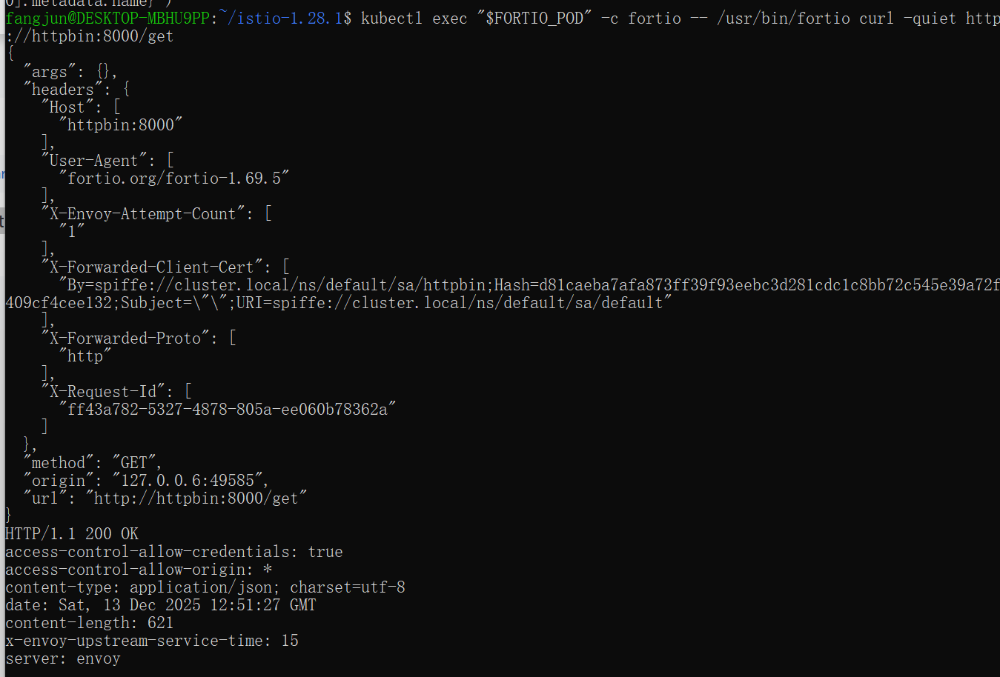 0].metadata.name}')
fangjun@DESKTOP-MBHU9PP:~/istio-1.28.1$ kubectl exec "$FORTIO_POD" -c fortio -- /usr/bin/fortio curl -quiet http
://httpbin:8000/get
{
  "args": {},
  "headers": {
    "Host": [
      "httpbin:8000"
    ],
    "User-Agent": [
      "fortio.org/fortio-1.69.5"
    ],
    "X-Envoy-Attempt-Count": [
      "1"
    ],
    "X-Forwarded-Client-Cert": [
      "By=spiffe://cluster.local/ns/default/sa/httpbin;Hash=d81caeba7afa873ff39f93eebc3d281cdc1c8bb72c545e39a72f
409cf4cee132;Subject=\"\";URI=spiffe://cluster.local/ns/default/sa/default"
    ],
    "X-Forwarded-Proto": [
      "http"
    ],
    "X-Request-Id": [
      "ff43a782-5327-4878-805a-ee060b78362a"
    ]
  },
  "method": "GET",
  "origin": "127.0.0.6:49585",
  "url": "http://httpbin:8000/get"
}
HTTP/1.1 200 OK
access-control-allow-credentials: true
access-control-allow-origin: *
content-type: application/json; charset=utf-8
date: Sat, 13 Dec 2025 12:51:27 GMT
content-length: 621
x-envoy-upstream-service-time: 15
server: envoy